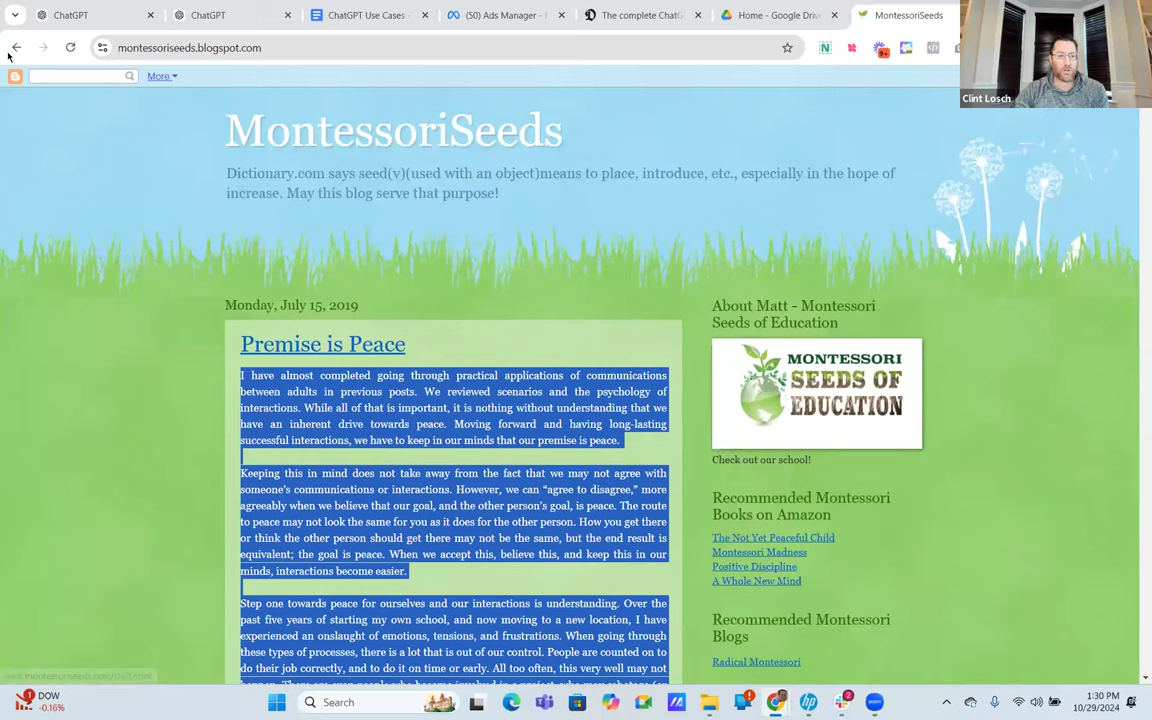 ChatGPT
ChatGPT
ChatGPT Use Cases -
(50) Ads Manager -
The complete ChatG
Home - Google Driv
MontessoriSeeds
montessoriseeds.blogspot.com
9+
More
Clint Losch
MontessoriSeeds
Dictionary.com says seed(v)(used with an object)means to place, introduce, etc., especially in the hope of
increase. May this blog serve that purpose!
Monday, July 15, 2019
Premise is Peace
I have almost completed going through practical applications of communications
between adults in previous posts. We reviewed scenarios and the psychology of
interactions. While all of that is important, it is nothing without understanding that we
have an inherent drive towards peace. Moving forward and having long-lasting
successful interactions, we have to keep in our minds that our premise is peace.
Keeping this in mind does not take away from the fact that we may not agree with
someone's communications or interactions. However, we can “agree to disagree,” more
agreeably when we believe that our goal, and the other person's goal, is peace. The route
to peace may not look the same for you as it does for the other person. How you get there
or think the other person should get there may not be the same, but the end result is
equivalent; the goal is peace. When we accept this, believe this, and keep this in our
minds, interactions become easier.
Step one towards peace for ourselves and our interactions is understanding. Over the
past five years of starting my own school, and now moving to a new location, I have
experienced an onslaught of emotions, tensions, and frustrations. When going through
these types of processes, there is a lot that is out of our control. People are counted on to
do their job correctly, and to do it on time or early. All too often, this very well may not
About Matt - Montessori
Seeds of Education
MONTESSORI
SEEDS OF
EDUCATION
Check out our school!
Recommended Montessori
Books on Amazon
The Not Yet Peaceful Child
Montessori Madness
Positive Discipline
A Whole New Mind
Recommended Montessori
Blogs
Radical Montessori
www.montessoriseeds.com/staff.html
DOW
-0.16%
1
Search
1
2
1:30 PM
10/29/2024